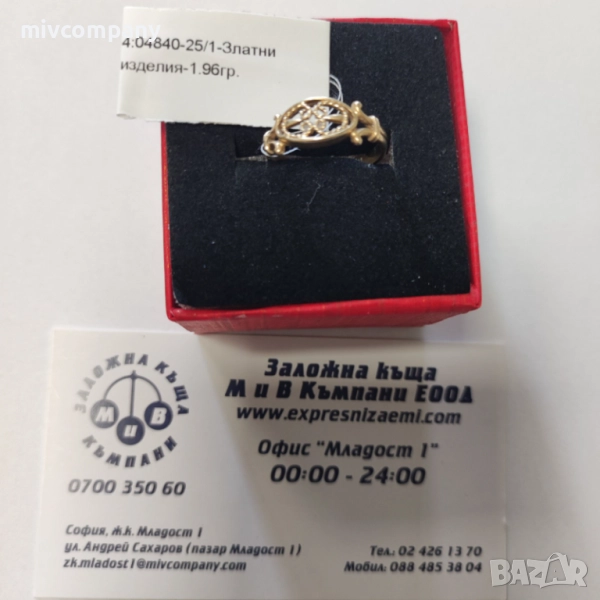 mivcompany
4:04840-25/1-Златни
изделия-1.96гр.
ЗАЛОЖНА КЪЩА
М и В
КЪМПАНИ
0700 350 60
Заложна къща
М и В Къмпани ЕООД
www.expresnizaemi.com
Офис "Младост 1"
00:00 - 24:00
София, ж.к. Младост 1
ул. Андрей Сахаров (пазар Младост 1)
zk.mladost1@mivcompany.com
Тел.: 02 426 13 70
Мобил: 088 485 38 04
BAZAR